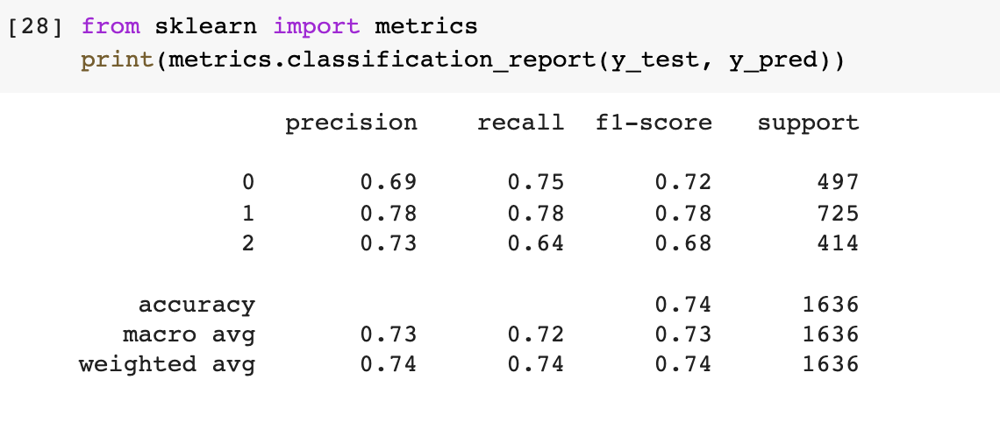 [28] from sklearn import metrics
print(metrics.classification_report(y_test, y_pred))
precision recall f1-score support
0 0.69 0.75 0.72 497
1 0.78 0.78 0.78 725
2 0.73 0.64 0.68 414
accuracy 0.74 1636
macro avg 0.73 0.72 0.73 1636
weighted avg 0.74 0.74 0.74 1636